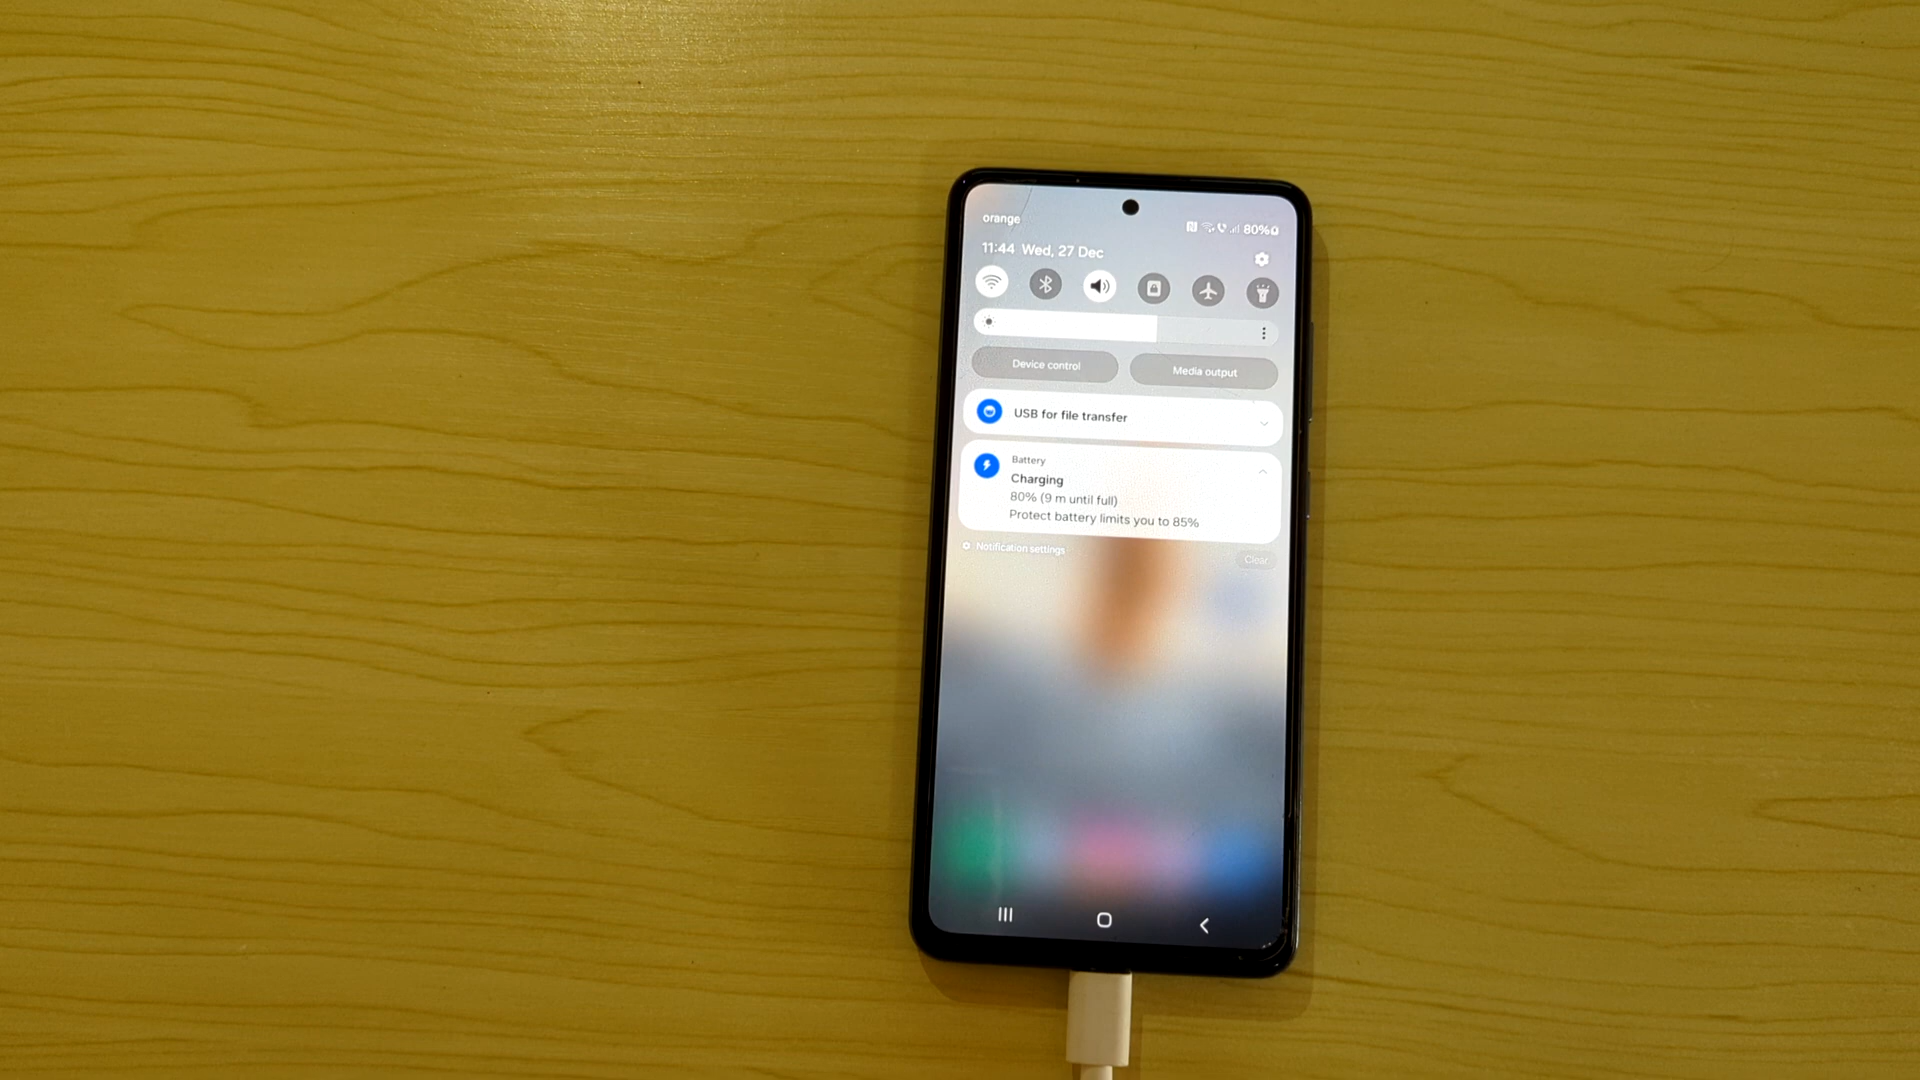 orange
80%
11:44 Wed, 27 Dec
Device control
Media output
USB for file transfer
Battery
Charging
80% (9 m until full)
Protect battery limits you to 85%
Notification settings
Clear